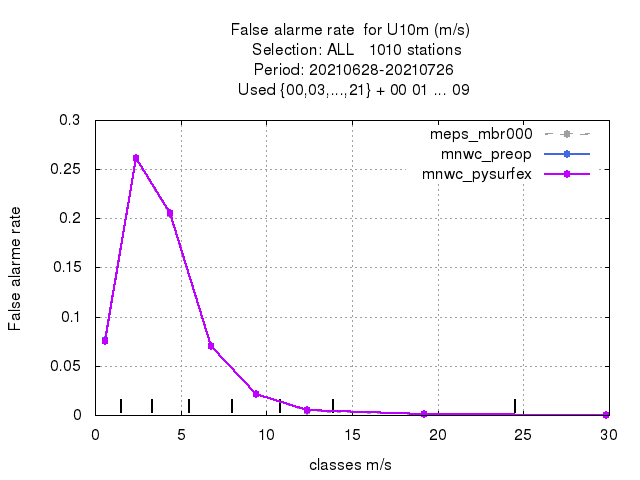 False alarme rate  for U10m (m/s)
Selection: ALL   1010 stations
Period: 20210628-20210726
Used {00,03,...,21} + 00 01 ... 09
meps_mbr000
mnwc_preop
mnwc_pysurfex
False alarme rate
0.3
0.25
0.2
0.15
0.1
0.05
0
0 5 10 15 20 25 30
classes m/s